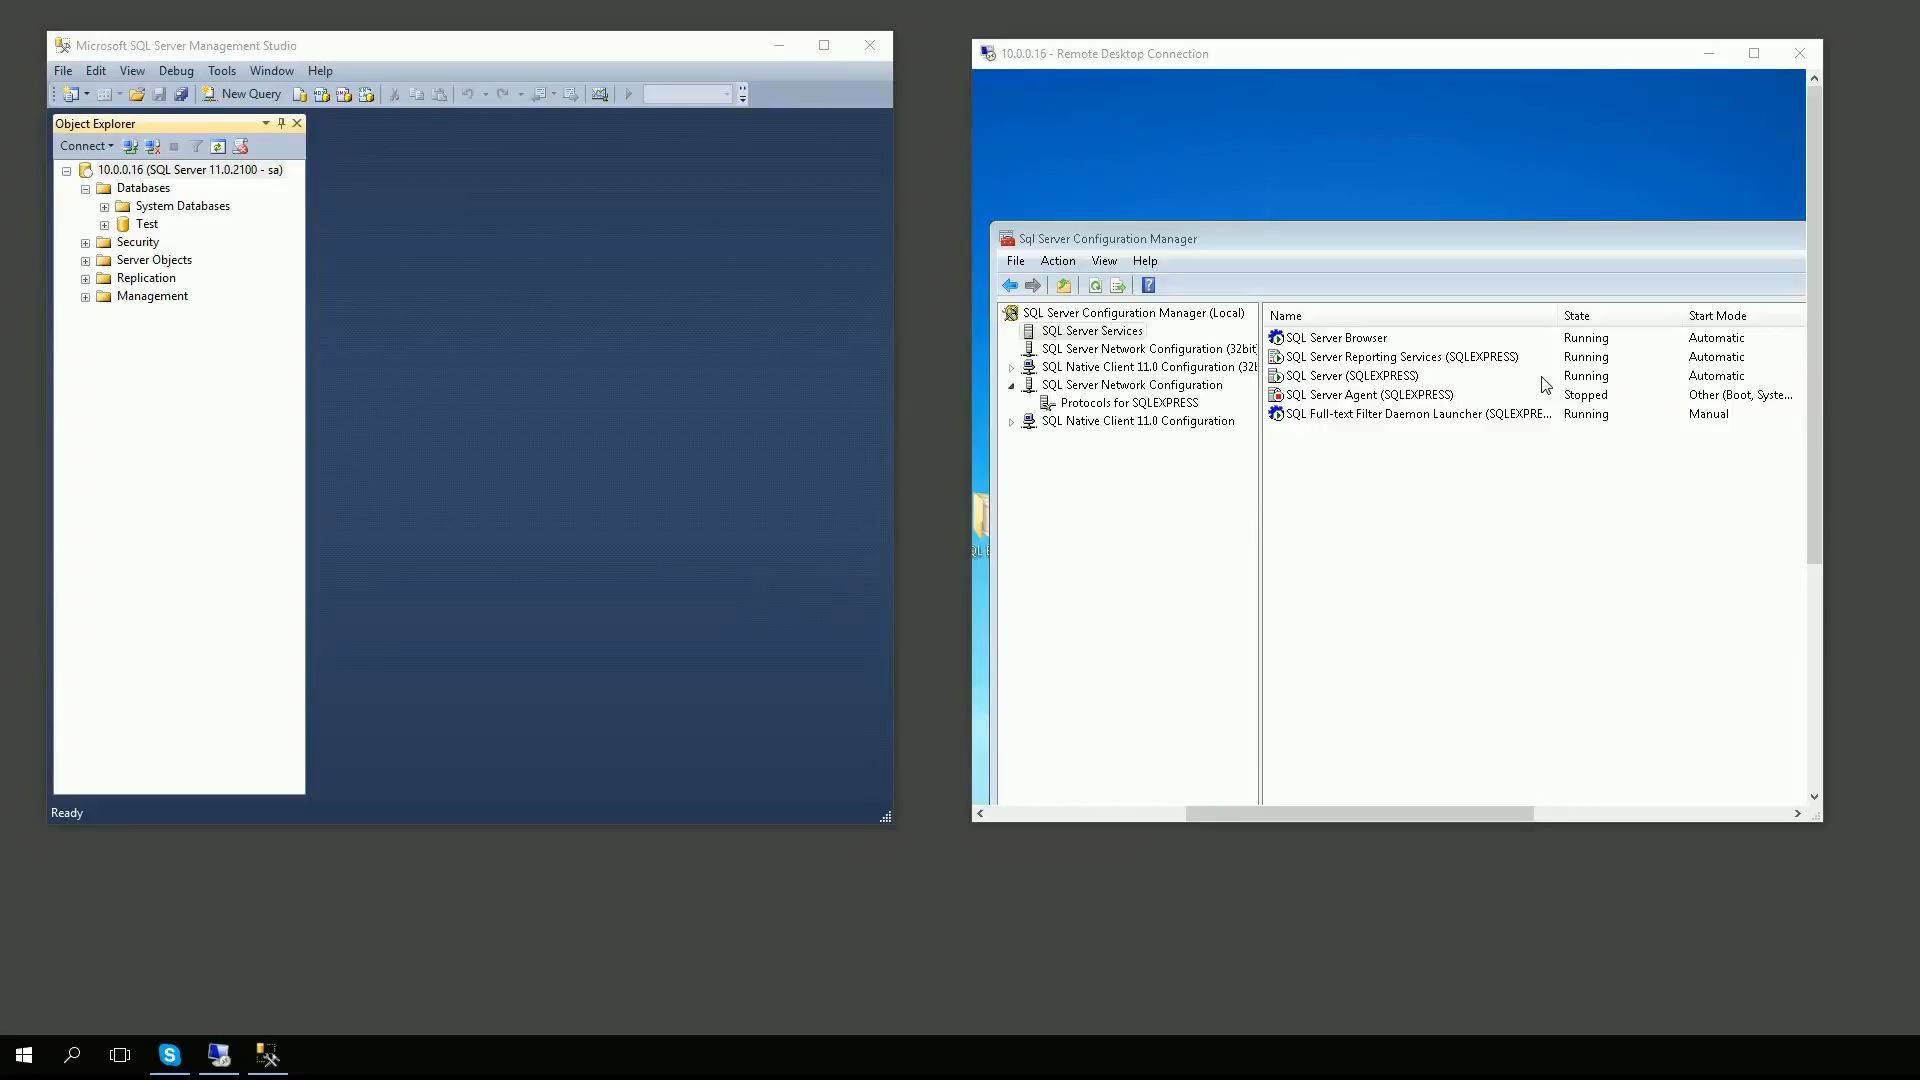 Microsoft SQL Server Management Studio
File Edit View Debug Tools Window Help
New Query
Object Explorer
Connect
10.0.0.16 (SQL Server 11.0.2100 - sa)
Databases
System Databases
Test
Security
Server Objects
Replication
Management
Ready
10.0.0.16 - Remote Desktop Connection
Sql Server Configuration Manager
File Action View Help
SQL Server Configuration Manager (Local)
SQL Server Services
SQL Server Network Configuration (32bit
SQL Native Client 11.0 Configuration (32b
SQL Server Network Configuration
Protocols for SQLEXPRESS
SQL Native Client 11.0 Configuration
Name State Start Mode
SQL Server Browser Running Automatic
SQL Server Reporting Services (SQLEXPRESS) Running Automatic
SQL Server (SQLEXPRESS) Running Automatic
SQL Server Agent (SQLEXPRESS) Stopped Other (Boot, Syste...
SQL Full-text Filter Daemon Launcher (SQLEXPRE... Running Manual